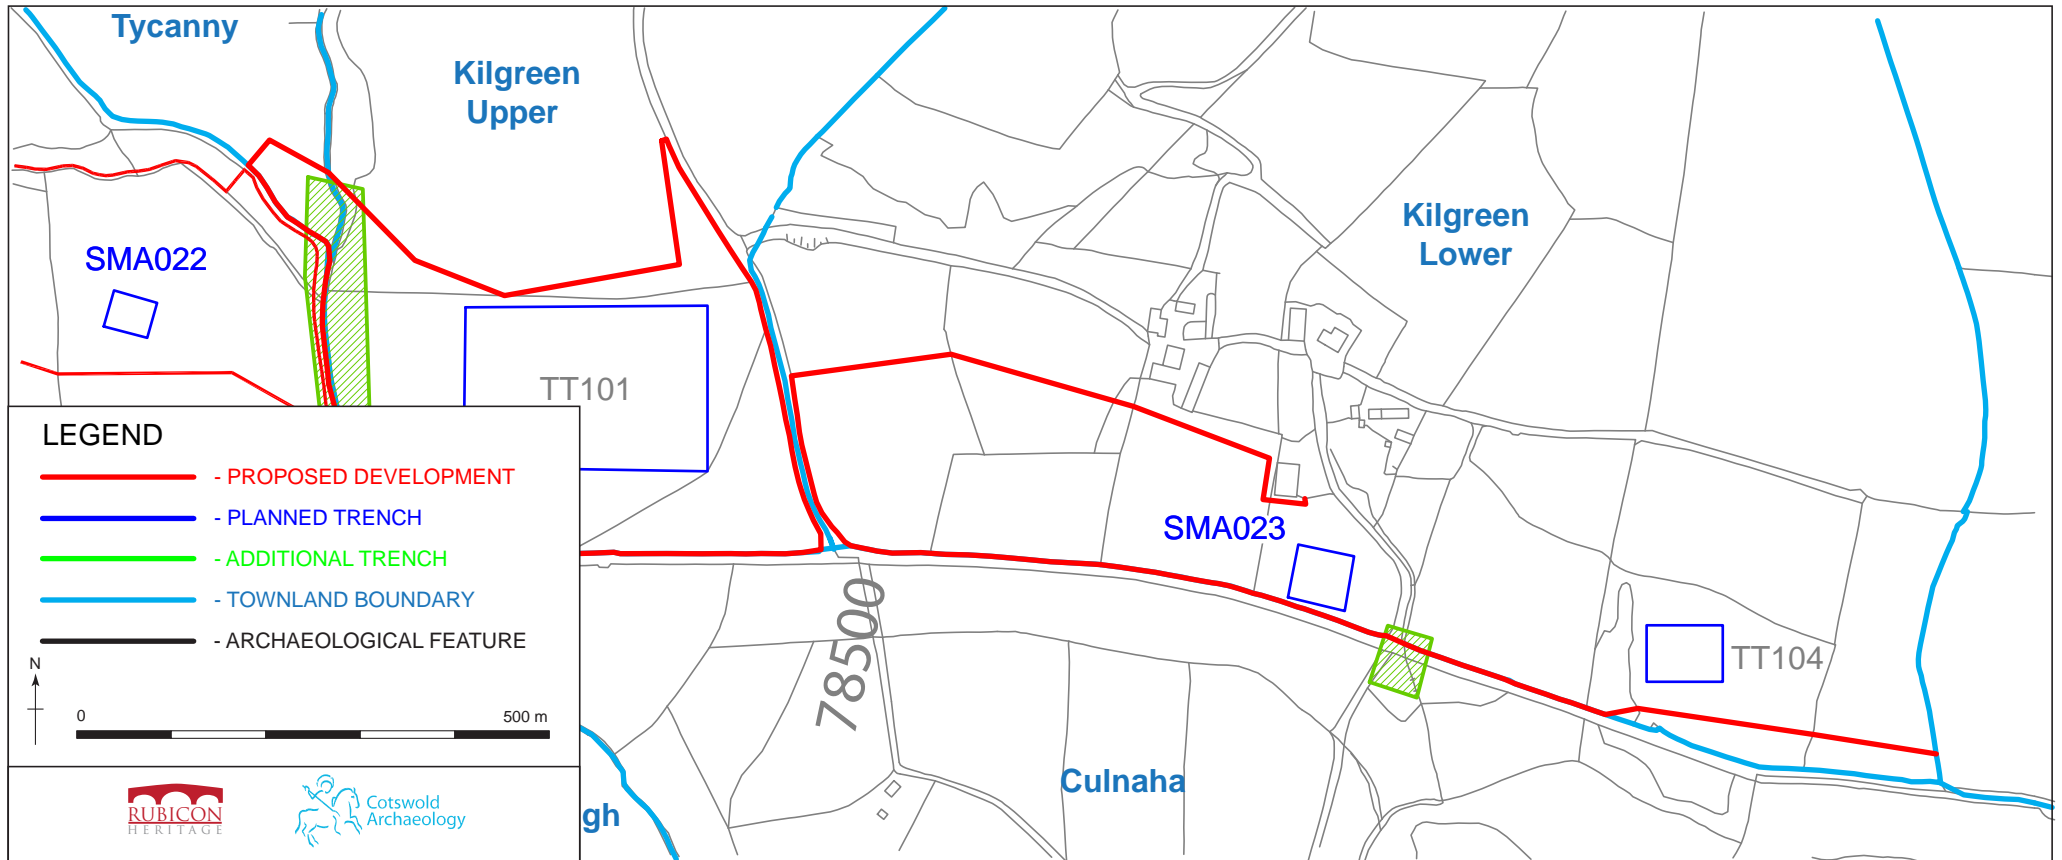 Tycanny
Kilgreen
Upper
Kilgreen
Lower
SMA022
TT101
SMA023
TT104
78500
Culnaha
gh
LEGEND
- PROPOSED DEVELOPMENT
- PLANNED TRENCH
- ADDITIONAL TRENCH
- TOWNLAND BOUNDARY
- ARCHAEOLOGICAL FEATURE
N
0 500 m
RUBICON
HERITAGE
Cotswold
Archaeology